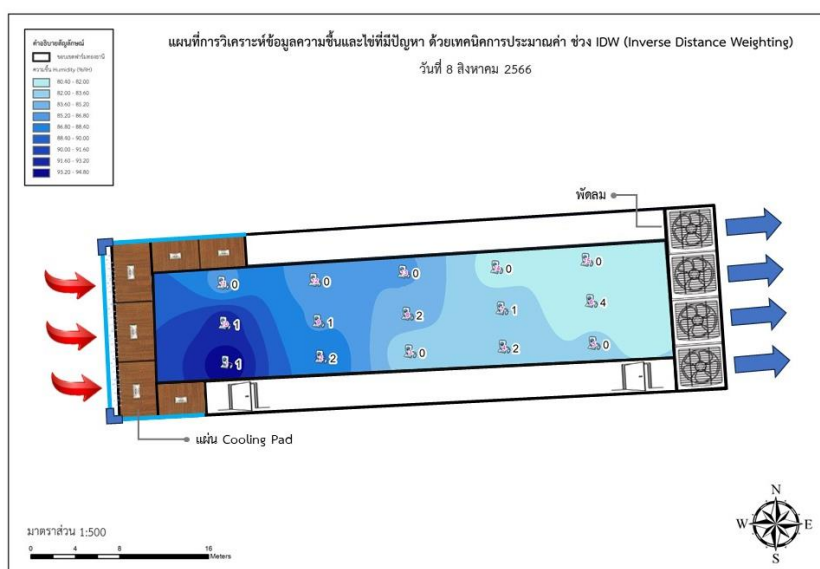 คำอธิบายสัญลักษณ์
ความชื้น Humidity (%RH)
80.40 - 82.00
82.00 - 83.60
83.60 - 85.20
85.20 - 86.80
86.80 - 88.40
88.40 - 90.00
90.00 - 91.60
91.60 - 93.20
93.20 - 94.80
แผนที่การวิเคราะห์ข้อมูลความชื้นและไข่ที่มีปัญหา ด้วยเทคนิคการประมาณค่า ช่วง IDW (Inverse Distance Weighting)
วันที่ 8 สิงหาคม 2566
พัดลม
0 0 0 0 0
1 1 2 1 4
1 2 0 2 0
แผ่น Cooling Pad
มาตราส่วน 1:500
0 4 8 16
Meters
N
W E
S